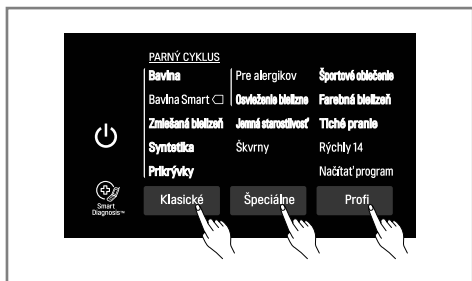 PARNÝ CYKLUS
Bavlna
Bavlna Smart
Zmiešaná bielizeň
Syntetika
Prikrývky
Pre alergikov
Osvieženie bielizne
Jemná starostlivosť
Škvrny
Športové oblečenie
Farebná bielizeň
Tiché pranie
Rýchly 14
Načítať program
Smart
Diagnosis™
Klasické
Špeciálne
Profi